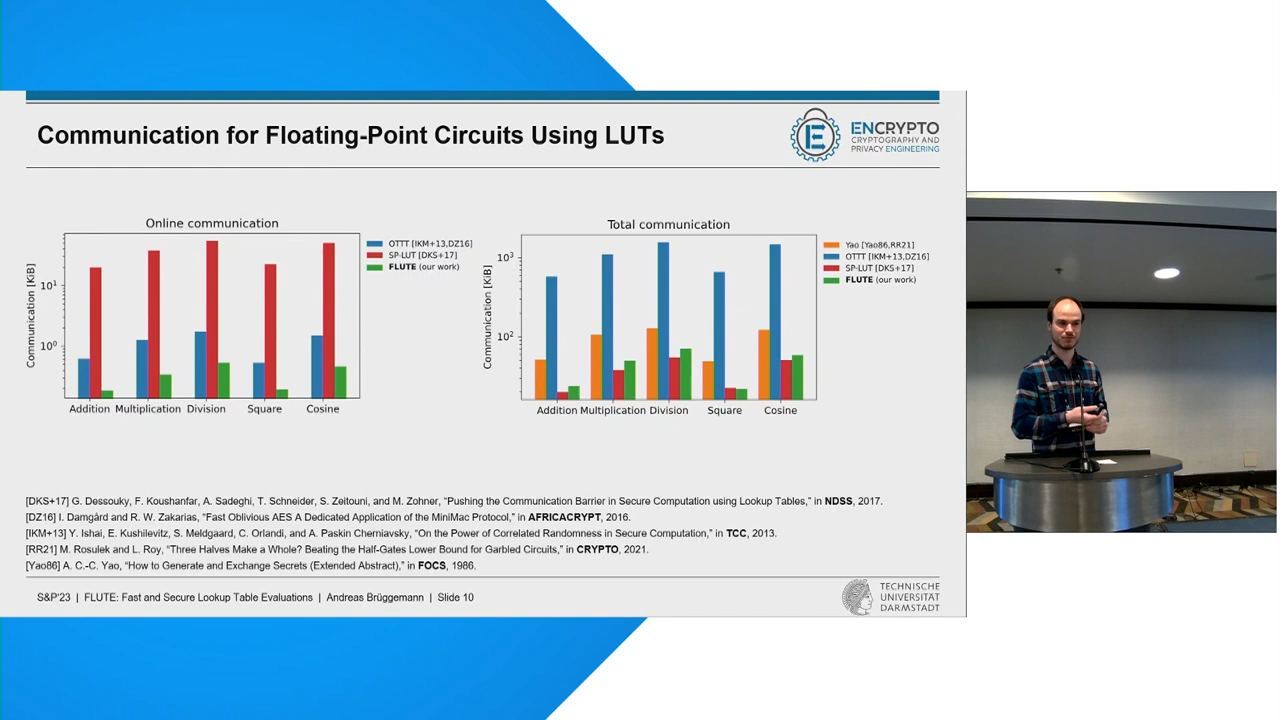 Communication for Floating-Point Circuits Using LUTs
ENCRYPTO
CRYPTOGRAPHY AND
PRIVACY ENGINEERING
Online communication
Communication [KiB]
10¹
10⁰
Addition Multiplication Division Square Cosine
OTTT [IKM+13,DZ16]
SP-LUT [DKS+17]
FLUTE (our work)
Total communication
Communication [KiB]
10³
10²
Addition Multiplication Division Square Cosine
Yao [Yao86,RR21]
OTTT [IKM+13,DZ16]
SP-LUT [DKS+17]
FLUTE (our work)
[DKS+17] G. Dessouky, F. Koushanfar, A. Sadeghi, T. Schneider, S. Zeitouni, and M. Zohner, “Pushing the Communication Barrier in Secure Computation using Lookup Tables,” in NDSS, 2017.
[DZ16] I. Damgård and R. W. Zakarias, “Fast Oblivious AES A Dedicated Application of the MiniMac Protocol,” in AFRICACRYPT, 2016.
[IKM+13] Y. Ishai, E. Kushilevitz, S. Meldgaard, C. Orlandi, and A. Paskin Cherniavsky, “On the Power of Correlated Randomness in Secure Computation,” in TCC, 2013.
[RR21] M. Rosulek and L. Roy, “Three Halves Make a Whole? Beating the Half-Gates Lower Bound for Garbled Circuits,” in CRYPTO, 2021.
[Yao86] A. C.-C. Yao, “How to Generate and Exchange Secrets (Extended Abstract),” in FOCS, 1986.
S&P'23 | FLUTE: Fast and Secure Lookup Table Evaluations | Andreas Brüggemann | Slide 10
TECHNISCHE
UNIVERSITÄT
DARMSTADT